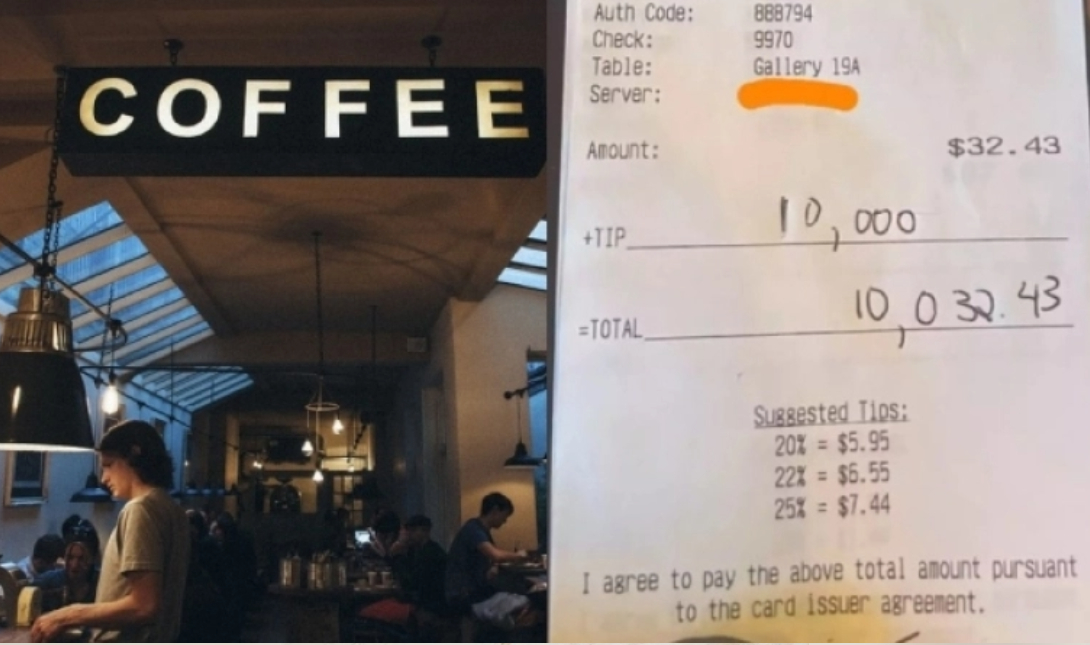 COFFEE
Auth Code: 888794
Check: 9970
Table: Gallery 19A
Server:
Amount: $32.43
+TIP 10,000
=TOTAL 10,032.43
Suggested Tips:
20% = $5.95
22% = $6.55
25% = $7.44
I agree to pay the above total amount pursuant
to the card issuer agreement.